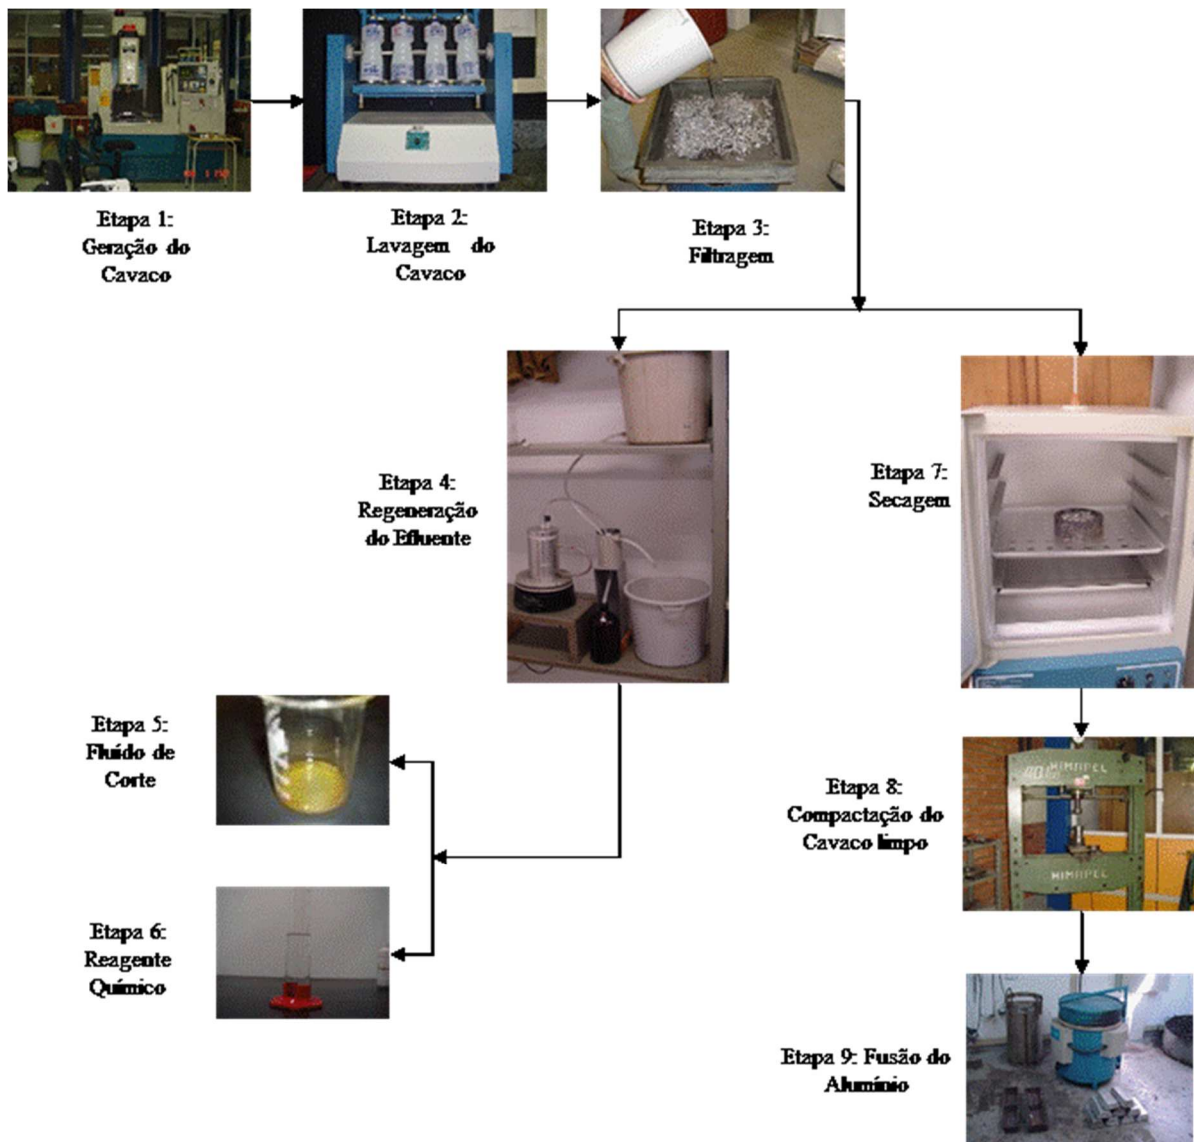 Etapa 1:
Geração do
Cavaco
Etapa 2:
Lavagem do
Cavaco
Etapa 3:
Filtragem
Etapa 4:
Regeneração
do Efluente
Etapa 7:
Secagem
Etapa 5:
Fluído de
Corte
Etapa 6:
Reagente
Químico
HIMAPEL
HIMAPEL
Etapa 8:
Compactação do
Cavaco limpo
Etapa 9: Fusão do
Alumínio